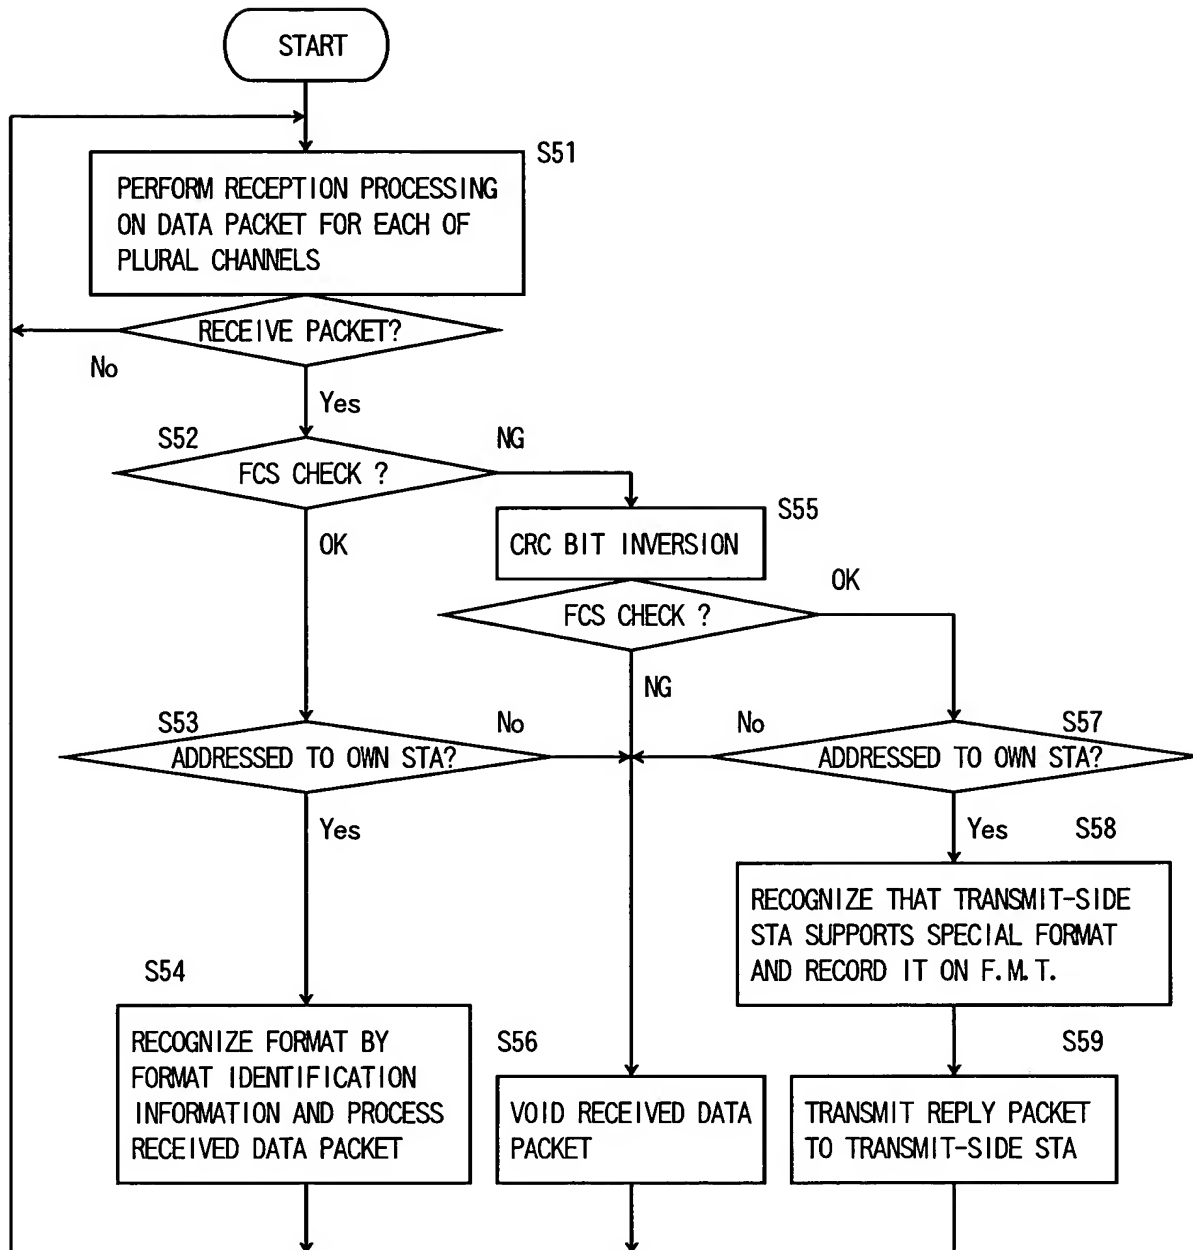 START
S51
PERFORM RECEPTION PROCESSING
ON DATA PACKET FOR EACH OF
PLURAL CHANNELS
RECEIVE PACKET?
No
Yes
S52
NG
FCS CHECK ?
S55
OK
CRC BIT INVERSION
OK
FCS CHECK ?
NG
S53
No
No
S57
ADDRESSED TO OWN STA?
ADDRESSED TO OWN STA?
Yes
Yes
S58
RECOGNIZE THAT TRANSMIT-SIDE
STA SUPPORTS SPECIAL FORMAT
AND RECORD IT ON F.M.T.
S54
RECOGNIZE FORMAT BY
FORMAT IDENTIFICATION
INFORMATION AND PROCESS
RECEIVED DATA PACKET
S56
VOID RECEIVED DATA
PACKET
S59
TRANSMIT REPLY PACKET
TO TRANSMIT-SIDE STA